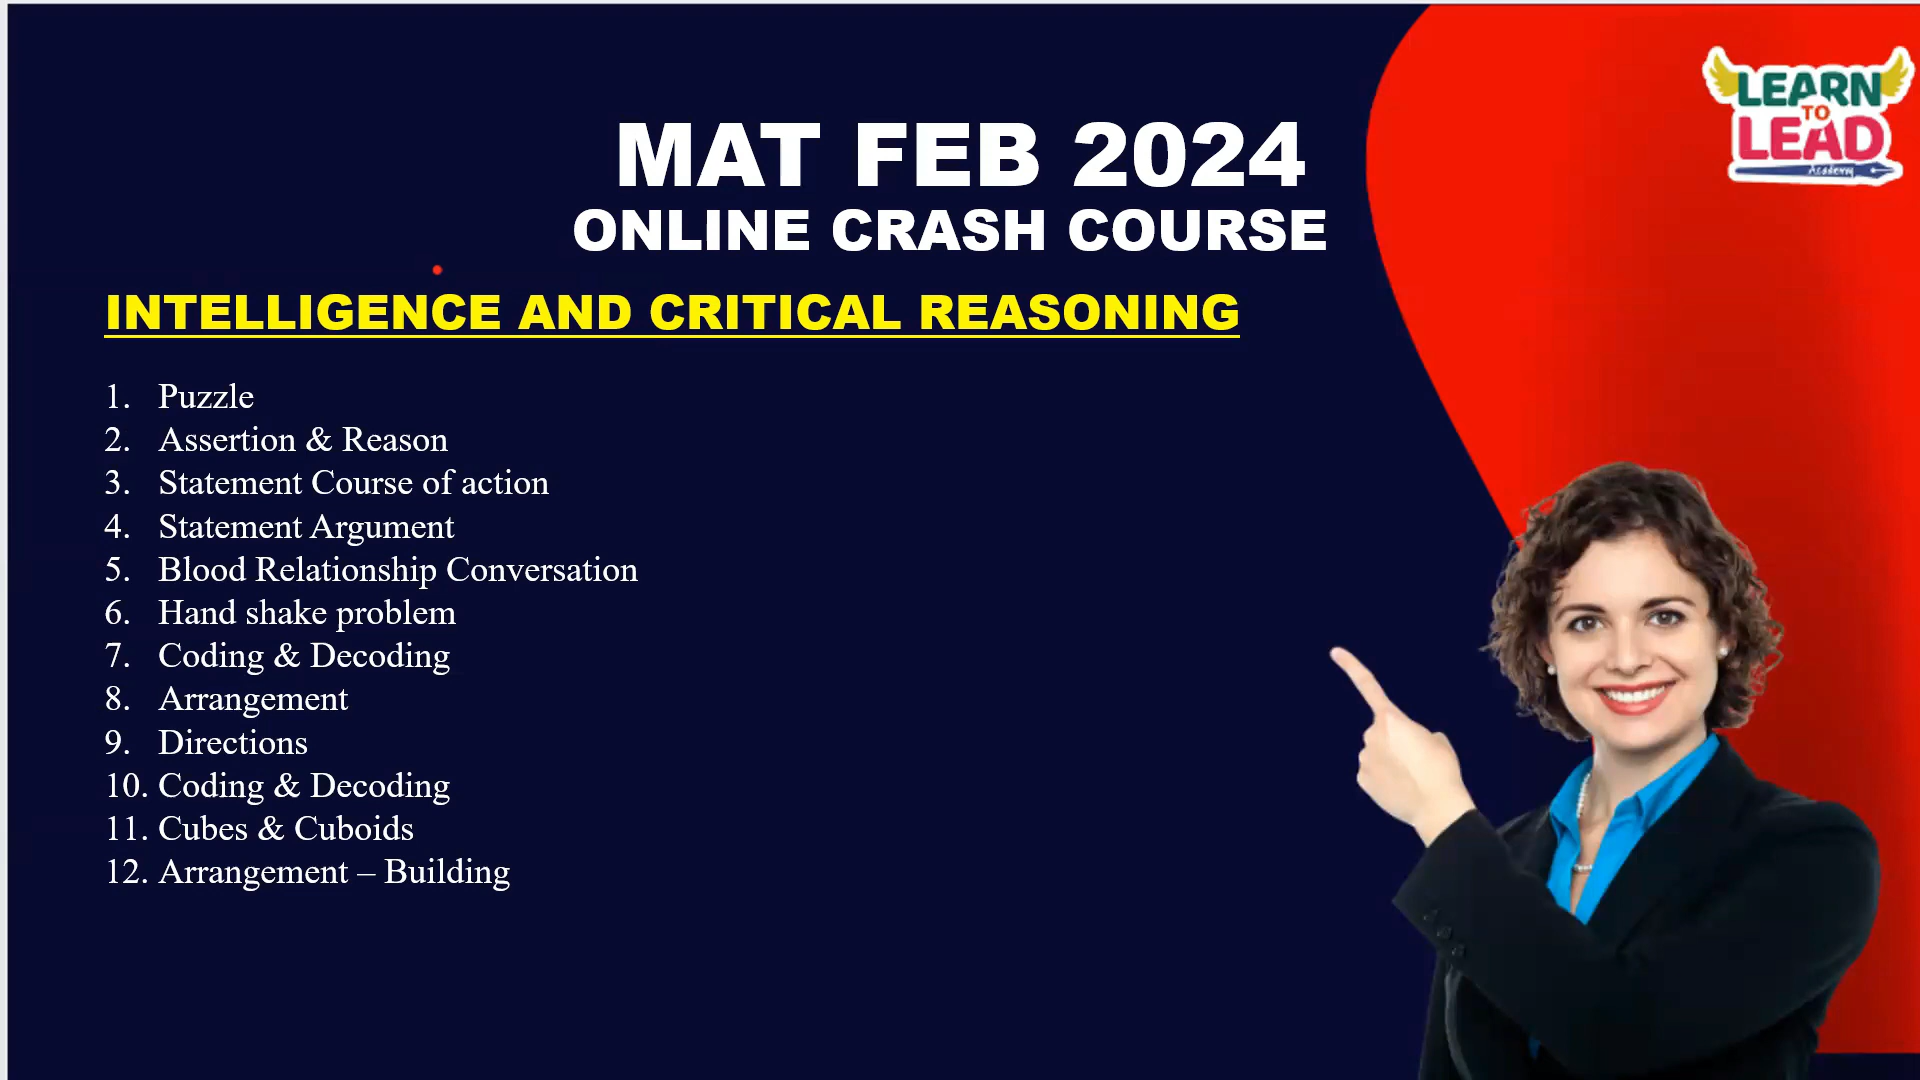 LEARN
TO
LEAD
Academy
MAT FEB 2024
ONLINE CRASH COURSE
INTELLIGENCE AND CRITICAL REASONING
1. Puzzle
2. Assertion & Reason
3. Statement Course of action
4. Statement Argument
5. Blood Relationship Conversation
6. Hand shake problem
7. Coding & Decoding
8. Arrangement
9. Directions
10. Coding & Decoding
11. Cubes & Cuboids
12. Arrangement – Building